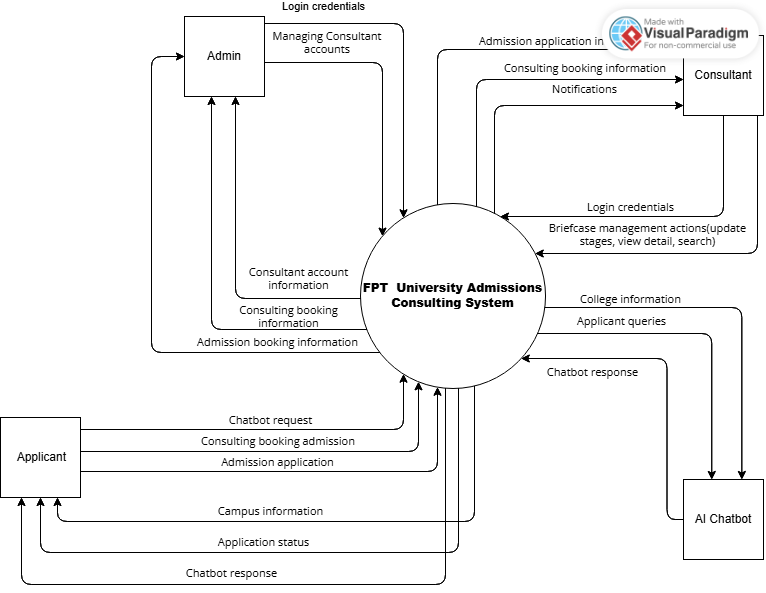 Login credentials
Made with
VisualParadigm
For non-commercial use
Managing Consultant
accounts
Admin
Admission application in
Consulting booking information
Consultant
Notifications
Login credentials
Briefcase management actions(update
stages, view detail, search)
Consultant account
information
FPT University Admissions
Consulting System
College information
Consulting booking
information
Applicant queries
Admission booking information
Chatbot response
Chatbot request
Consulting booking admission
Applicant
Admission application
Campus information
AI Chatbot
Application status
Chatbot response